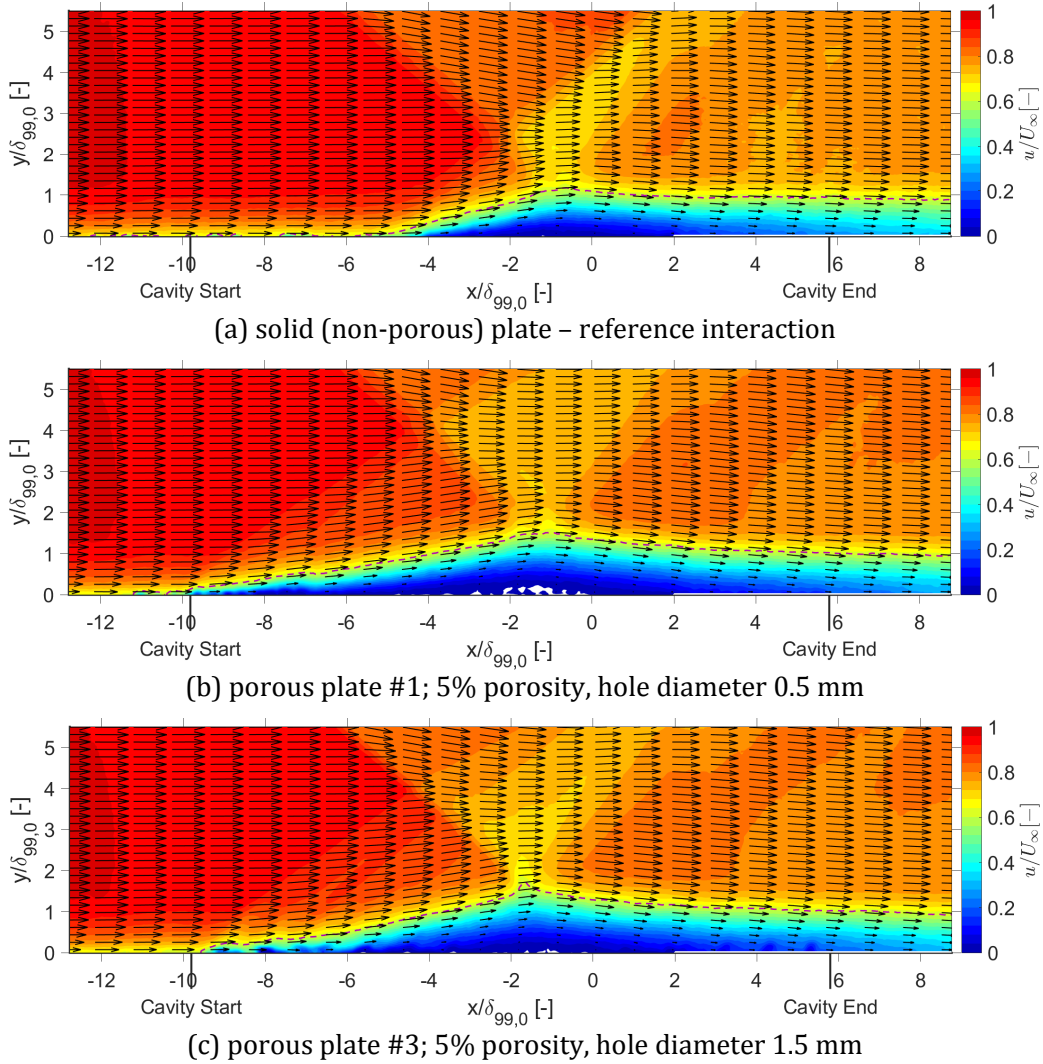 5
4
3
2
1
0
y/δ99,0 [-]
-12 -10 -8 -6 -4 -2 0 2 4 6 8
Cavity Start x/δ99,0 [-] Cavity End
1
0.8
0.6
0.4
0.2
0
u/U∞[−]
(a) solid (non-porous) plate – reference interaction
5
4
3
2
1
0
y/δ99,0 [-]
-12 -10 -8 -6 -4 -2 0 2 4 6 8
Cavity Start x/δ99,0 [-] Cavity End
1
0.8
0.6
0.4
0.2
0
u/U∞[−]
(b) porous plate #1; 5% porosity, hole diameter 0.5 mm
5
4
3
2
1
0
y/δ99,0 [-]
-12 -10 -8 -6 -4 -2 0 2 4 6 8
Cavity Start x/δ99,0 [-] Cavity End
1
0.8
0.6
0.4
0.2
0
u/U∞[−]
(c) porous plate #3; 5% porosity, hole diameter 1.5 mm